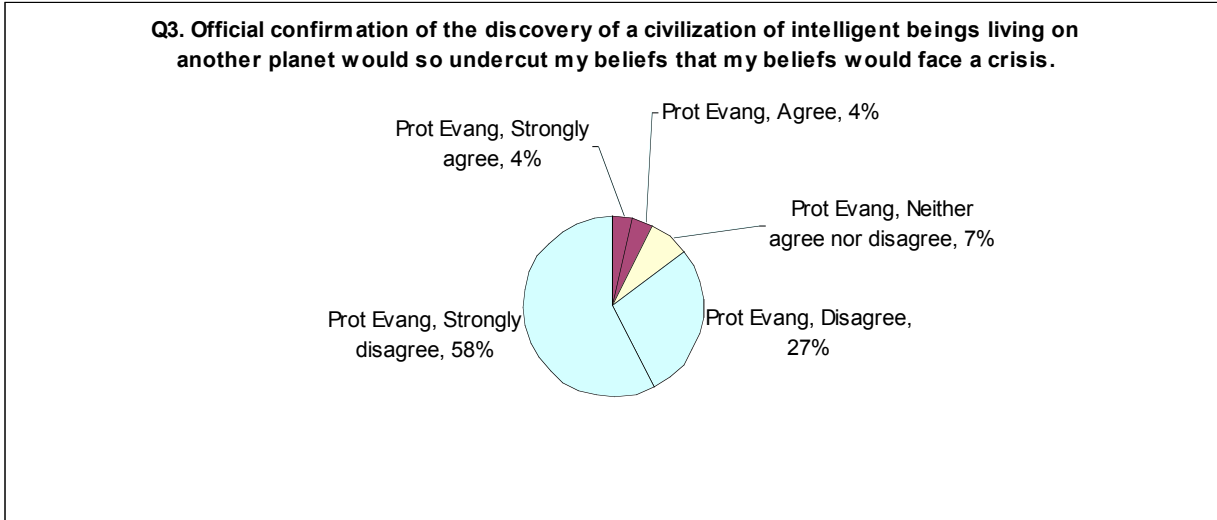 Q3. Official confirmation of the discovery of a civilization of intelligent beings living on
another planet would so undercut my beliefs that my beliefs would face a crisis.
Prot Evang, Strongly
agree, 4%
Prot Evang, Agree, 4%
Prot Evang, Neither
agree nor disagree, 7%
Prot Evang, Disagree,
27%
Prot Evang, Strongly
disagree, 58%